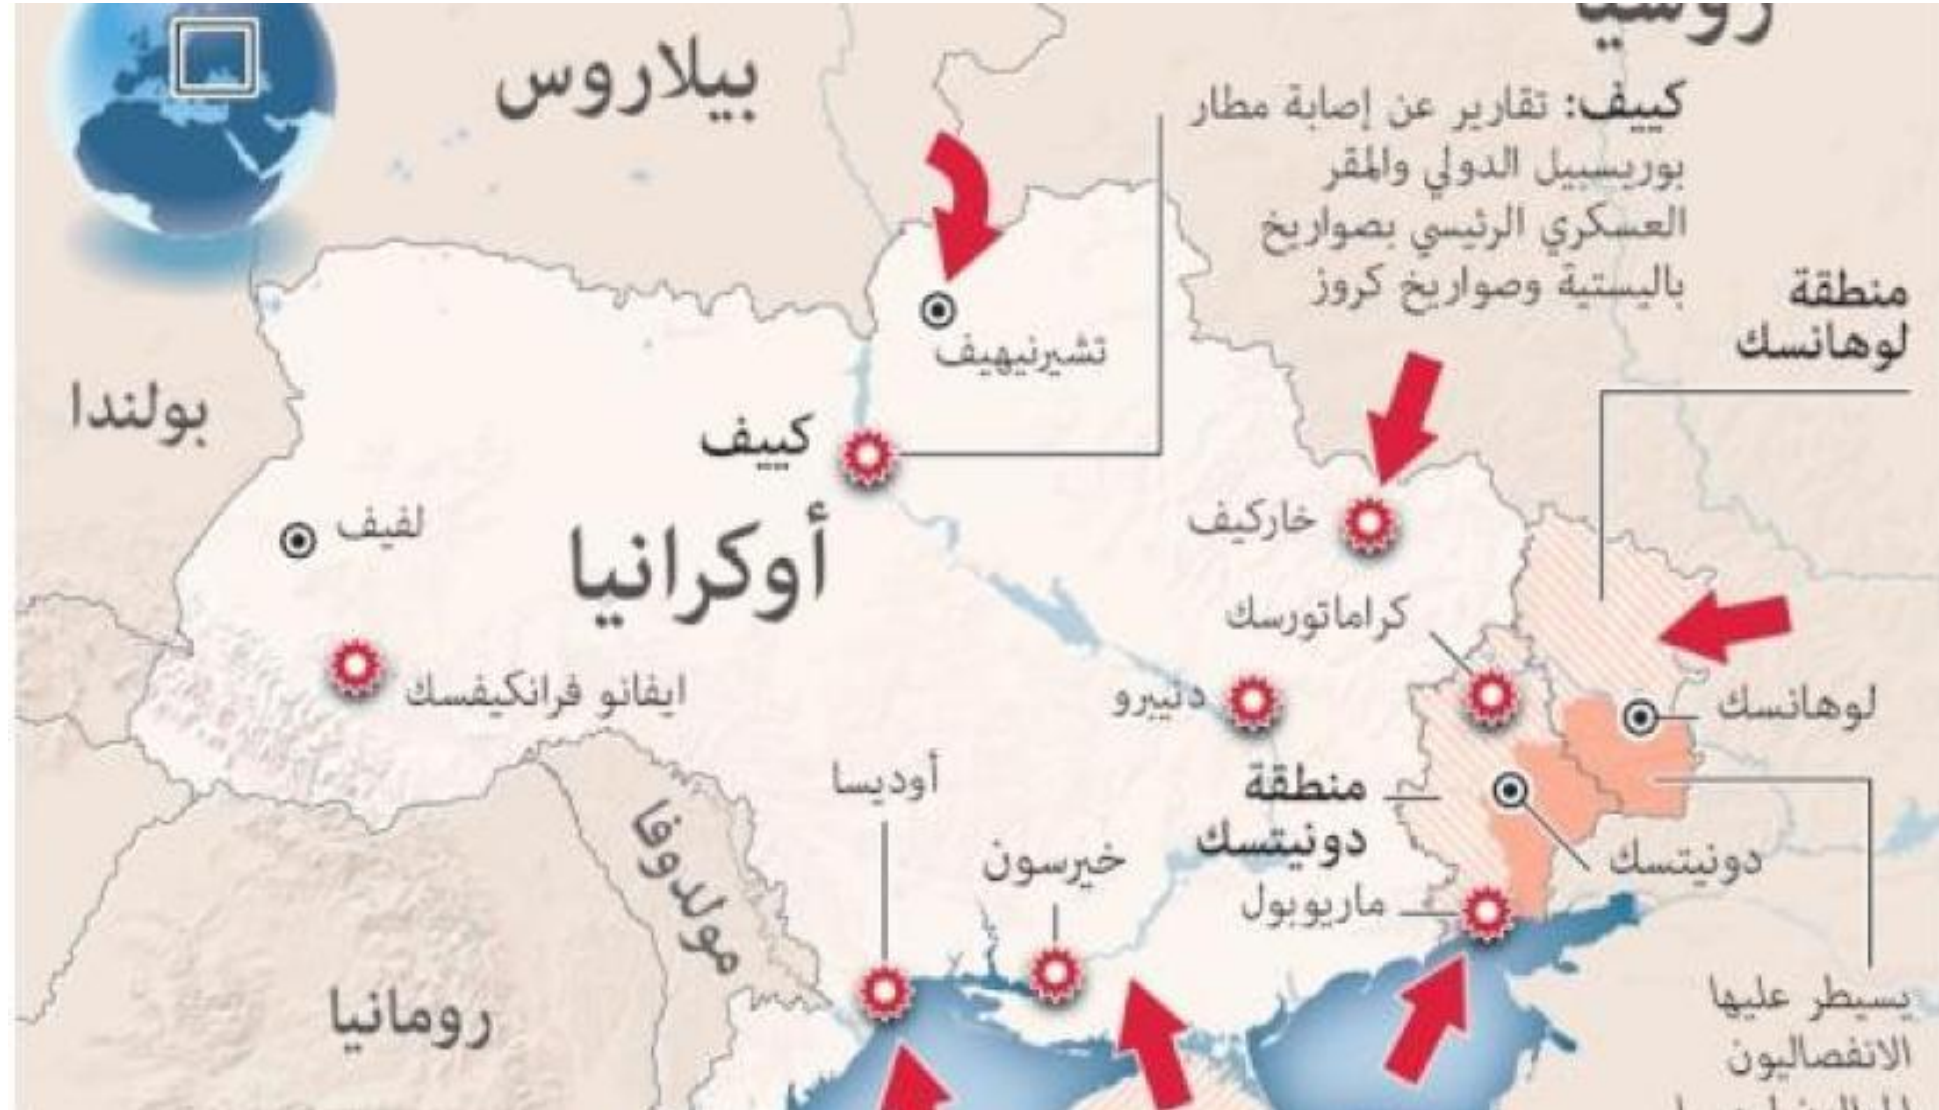 روسيا
بيلاروس
كييف: تقارير عن إصابة مطار
بوريسبيل الدولي والمقر
العسكري الرئيسي بصواريخ
باليستية وصواريخ كروز
منطقة
لوهانسك
تشيرنيهيف
بولندا
كييف
لفيف
أوكرانيا
خاركيف
كراماتورسك
ايفانو فرانكيفسك
دنيبرو
لوهانسك
أوديسا
منطقة
دونيتسك
خيرسون
دونيتسك
ماريوبول
مولدوفا
رومانيا
يسيطر عليها
الانفصاليون